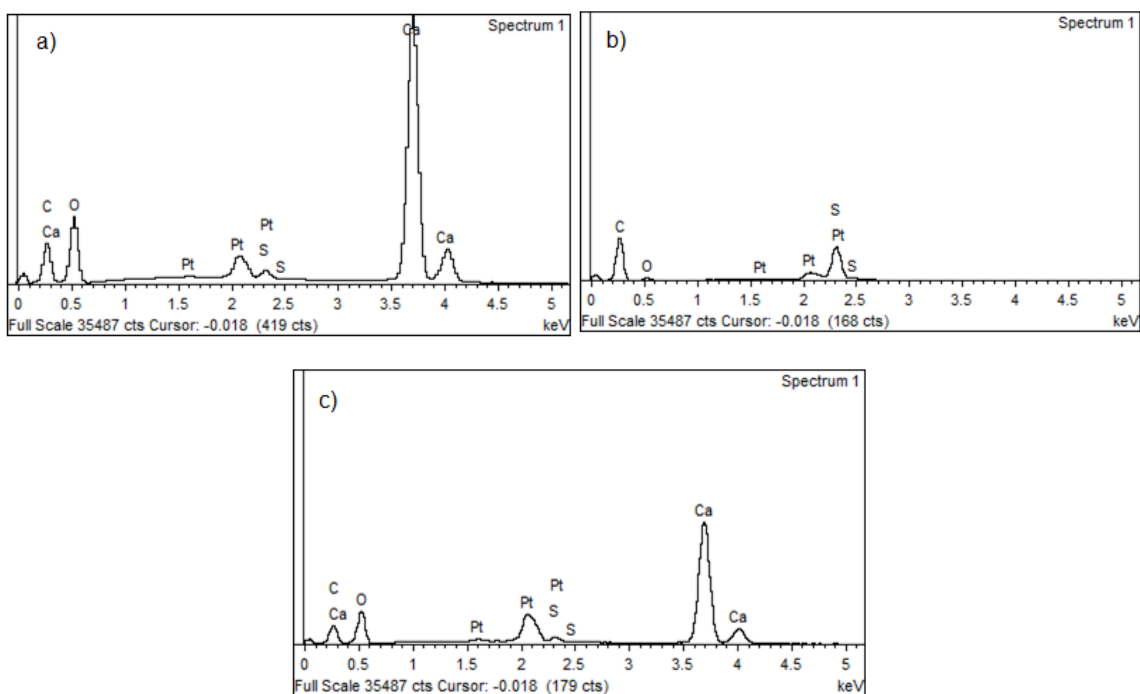 a)
Spectrum 1
Ca
C
O
Ca
Pt
Pt
S
Pt
S
Ca
0 0.5 1 1.5 2 2.5 3 3.5 4 4.5 5
Full Scale 35487 cts Cursor: -0.018 (419 cts)
keV
b)
Spectrum 1
C
O
S
Pt
Pt
Pt
S
0 0.5 1 1.5 2 2.5 3 3.5 4 4.5 5
Full Scale 35487 cts Cursor: -0.018 (168 cts)
keV
c)
Spectrum 1
Ca
C
Ca
O
Pt
Pt
S
Pt
S
Ca
0 0.5 1 1.5 2 2.5 3 3.5 4 4.5 5
Full Scale 35487 cts Cursor: -0.018 (179 cts)
keV